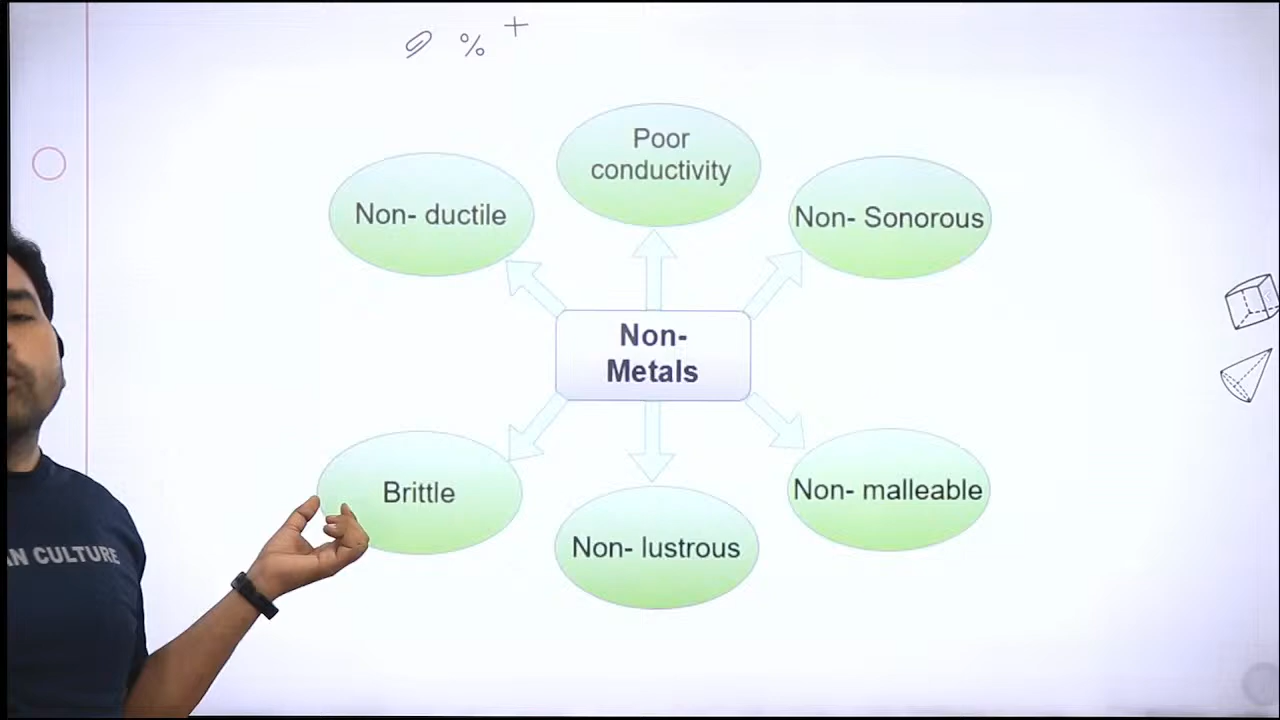 %
+
Poor
conductivity
Non- ductile
Non- Sonorous
Non-
Metals
Brittle
Non- malleable
Non- lustrous
AN CULTURE